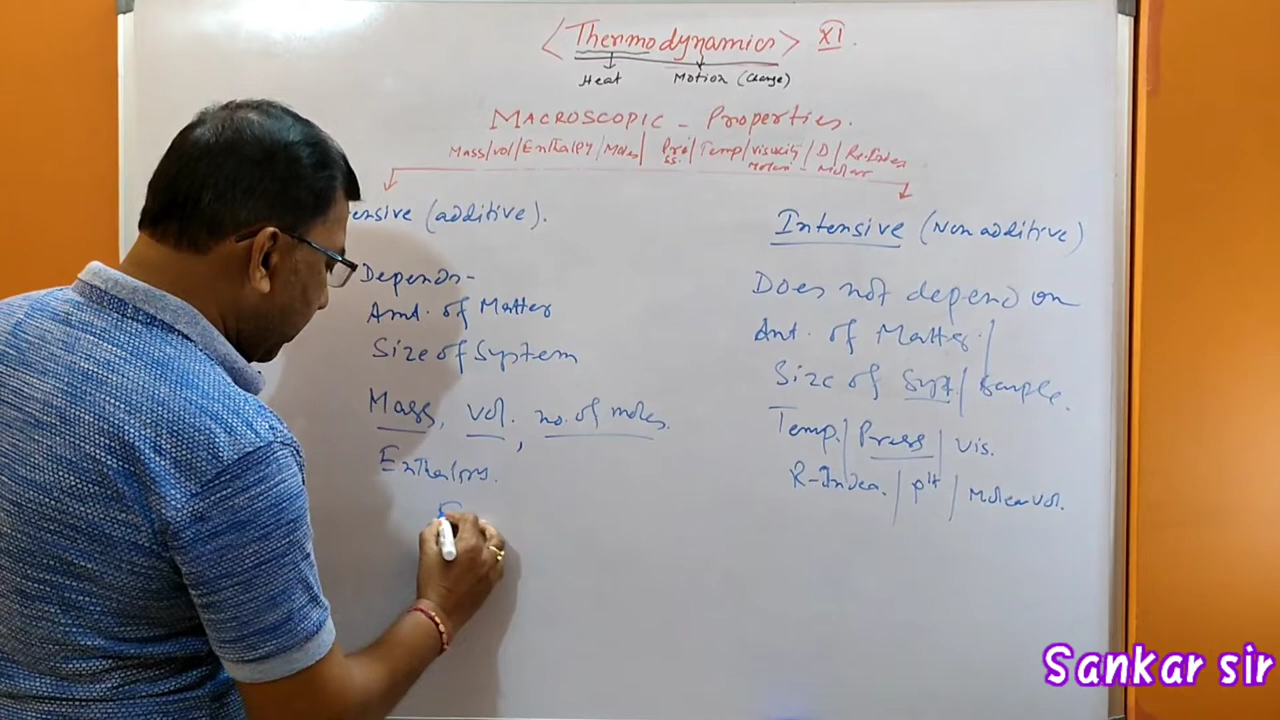 <Thermodynamics> XI.
Heat Motion (Change)
MACROSCOPIC - Properties.
Mass/vol/Enthalpy/Moles/ Press./Temp/viscosity/D/Re.Index
Molar
ensive (additive).
Depends-
Amt. of Matter
Size of System
Mass, vol., no. of moles.
Intensive (Non additive)
Does not depend on
Amt. of Matter/
Size of Syst/Sample.
Temp./Press/Vis.
R-Index./pH/Molar vol.
Sankar sir